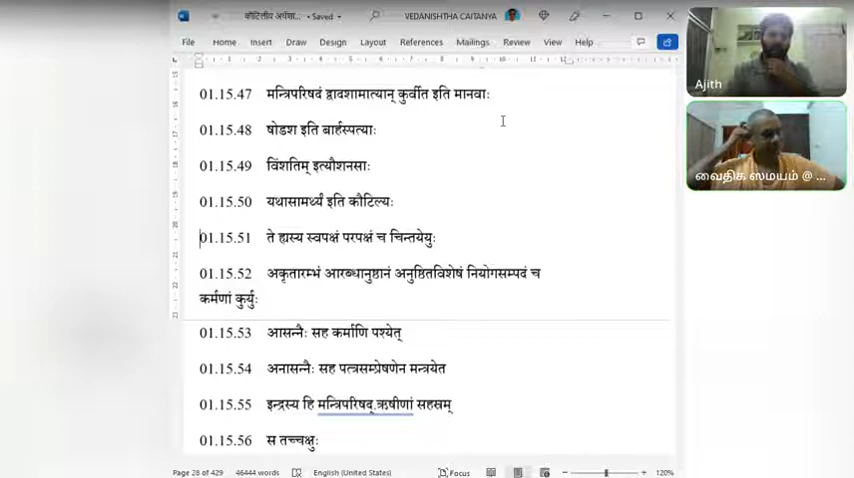 कौटिलीय अर्थशा... • Saved
VEDANISHTHA CAITANYA
File Home Insert Draw Design Layout References Mailings Review View Help
01.15.47 मन्त्रिपरिषदं द्वादशामात्यान् कुर्वीत इति मानवाः
01.15.48 षोडश इति बार्हस्पत्याः
01.15.49 विंशतिम् इत्यौशनसाः
01.15.50 यथासामर्थ्यं इति कौटिल्यः
01.15.51 ते ह्यस्य स्वपक्षं परपक्षं च चिन्तयेयुः
01.15.52 अकृतारम्भं आरब्धानुष्ठानं अनुष्ठितविशेषं नियोगसम्पदं च
कर्मणां कुर्युः
01.15.53 आसन्नैः सह कर्माणि पश्येत्
01.15.54 अनासन्नैः सह पत्त्रसम्प्रेषणेन मन्त्रयेत
01.15.55 इन्द्रस्य हि मन्त्रिपरिषद्.ऋषीणां सहस्रम्
01.15.56 स तच्चक्षुः
Page 28 of 429 46444 words English (United States) Focus 120%
Ajith
வைதிக ஸமயம் @ ...